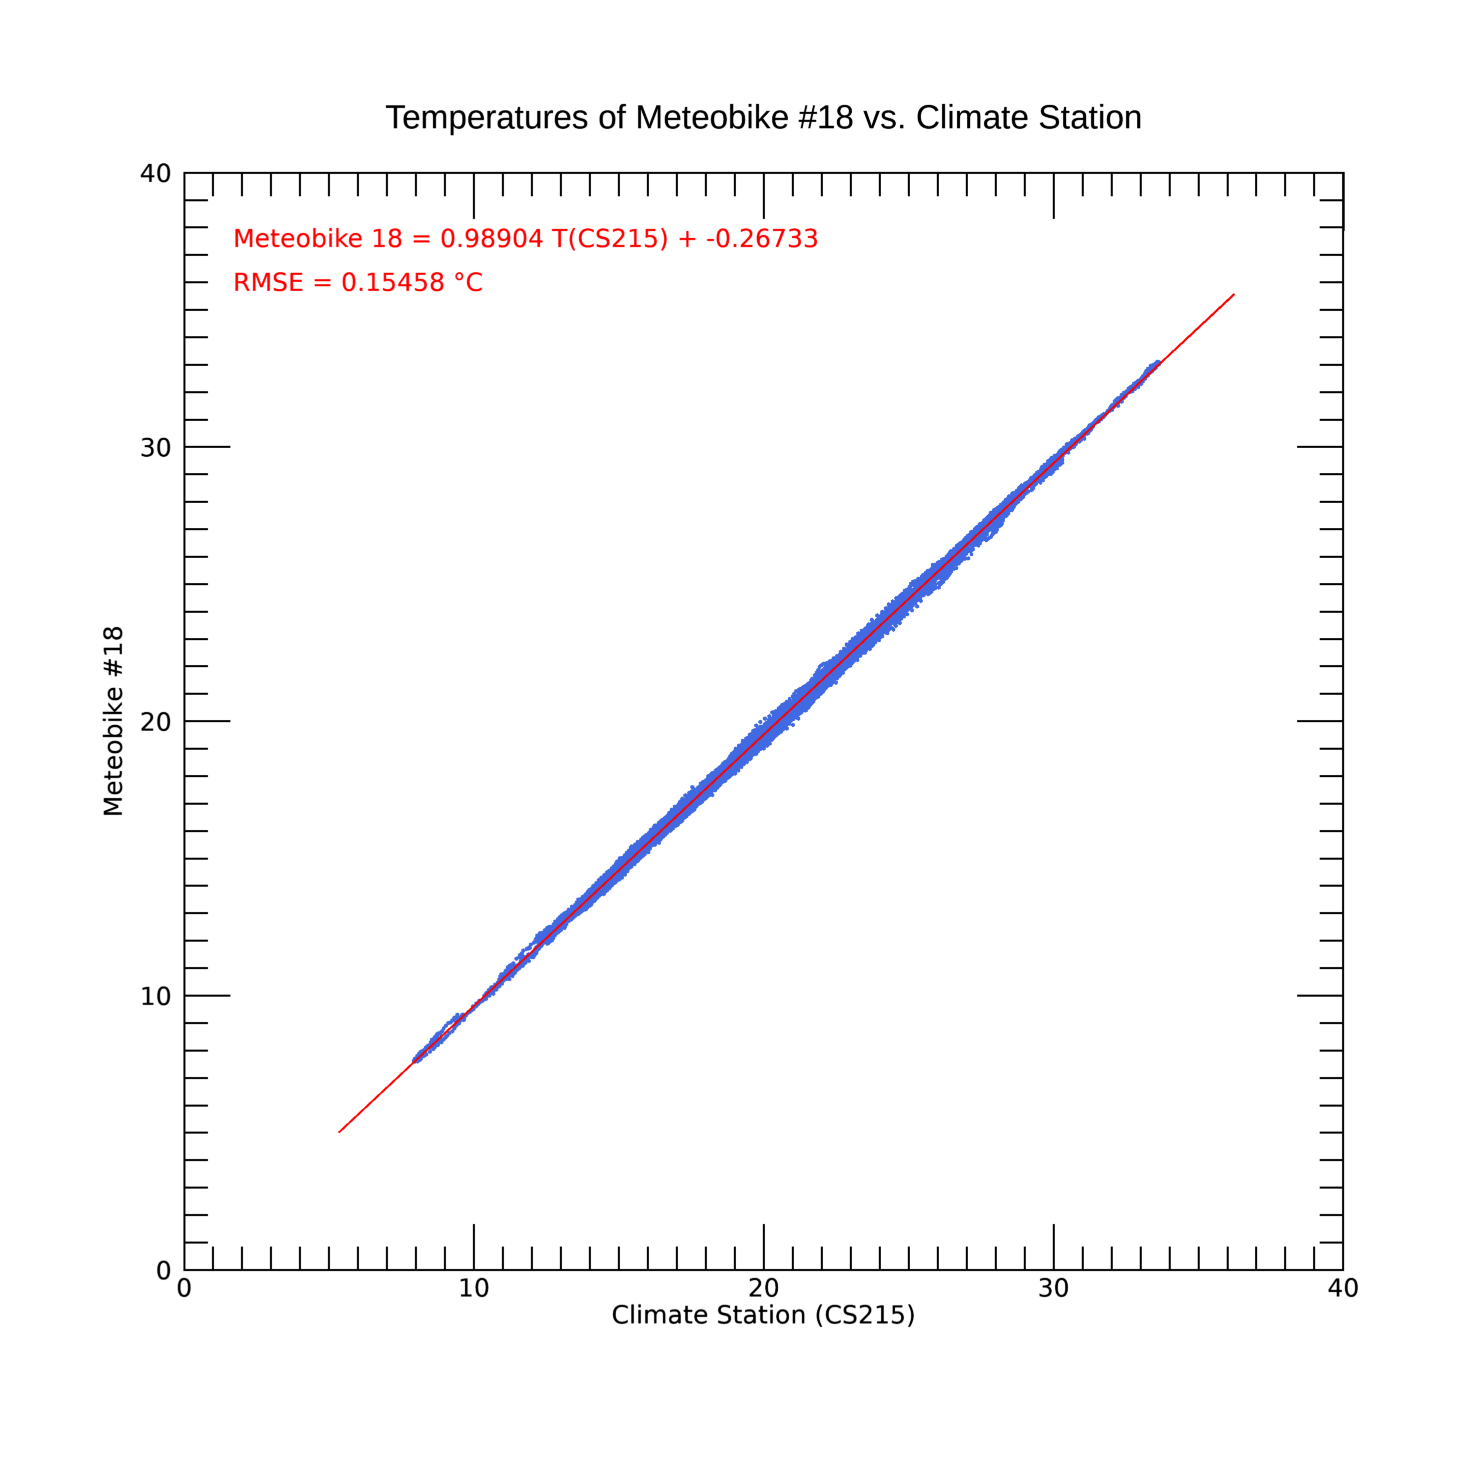 Temperatures of Meteobike #18 vs. Climate Station
Meteobike 18 = 0.98904 T(CS215) + -0.26733
RMSE = 0.15458 °C
40
30
20
10
0
Meteobike #18
0 10 20 30 40
Climate Station (CS215)